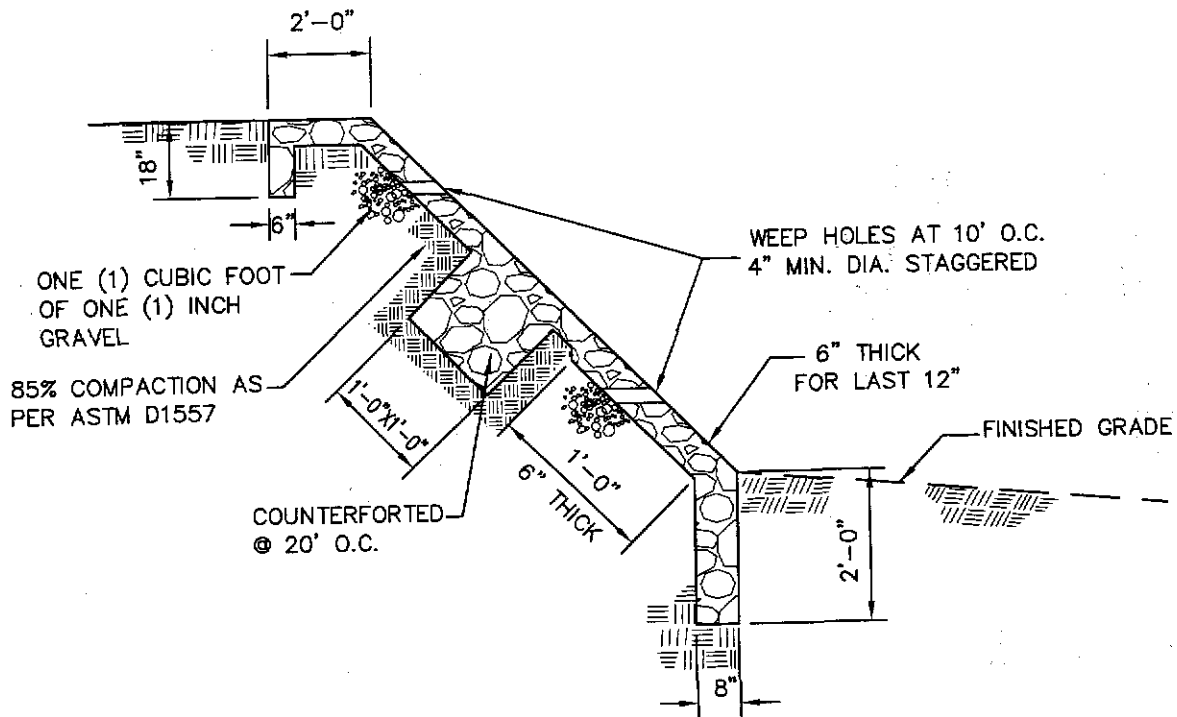 2'-0"
18"
6"
ONE (1) CUBIC FOOT
OF ONE (1) INCH
GRAVEL
85% COMPACTION AS
PER ASTM D1557
1'-0"X1'-0"
COUNTERFORTED
@ 20' O.C.
1'-0"
6" THICK
WEEP HOLES AT 10' O.C.
4" MIN. DIA. STAGGERED
6" THICK
FOR LAST 12"
FINISHED GRADE
2'-0"
8"